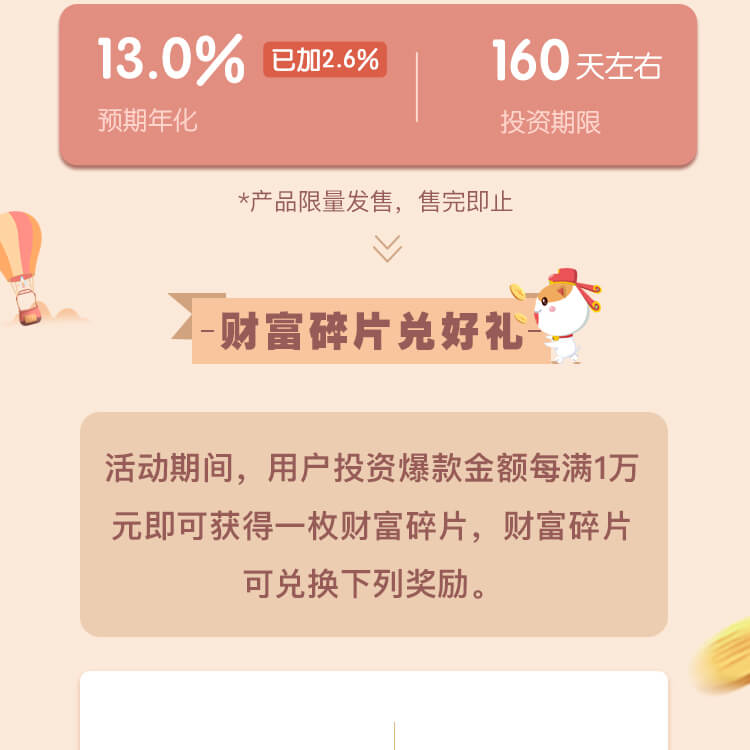 13.0% 已加2.6% 160天左右
预期年化 投资期限
*产品限量发售，售完即止
-财富碎片兑好礼-
活动期间，用户投资爆款金额每满1万
元即可获得一枚财富碎片，财富碎片
可兑换下列奖励。